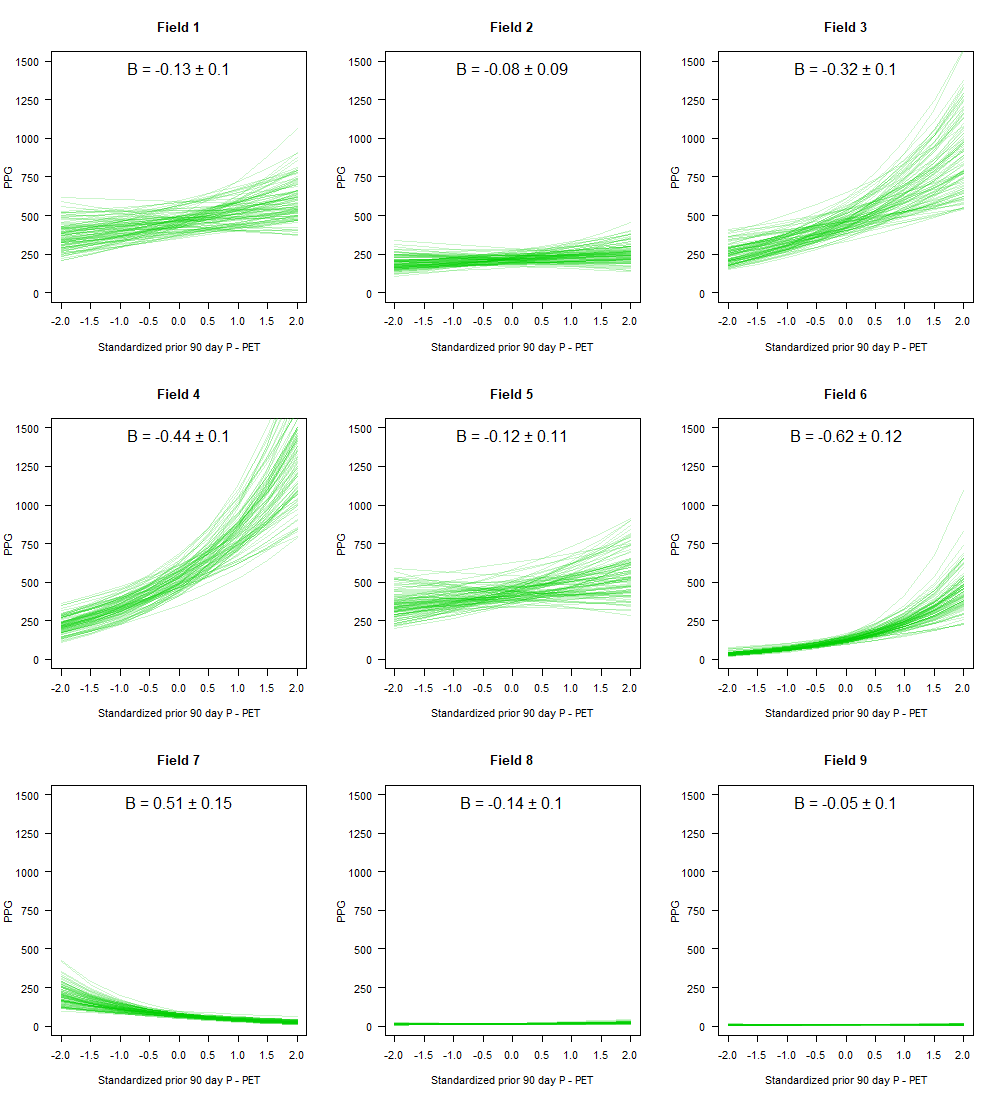 Field 1
B = -0.13 ± 0.1
PPG
1500
1250
1000
750
500
250
0
-2.0 -1.5 -1.0 -0.5 0.0 0.5 1.0 1.5 2.0
Standardized prior 90 day P - PET
Field 2
B = -0.08 ± 0.09
PPG
1500
1250
1000
750
500
250
0
-2.0 -1.5 -1.0 -0.5 0.0 0.5 1.0 1.5 2.0
Standardized prior 90 day P - PET
Field 3
B = -0.32 ± 0.1
PPG
1500
1250
1000
750
500
250
0
-2.0 -1.5 -1.0 -0.5 0.0 0.5 1.0 1.5 2.0
Standardized prior 90 day P - PET
Field 4
B = -0.44 ± 0.1
PPG
1500
1250
1000
750
500
250
0
-2.0 -1.5 -1.0 -0.5 0.0 0.5 1.0 1.5 2.0
Standardized prior 90 day P - PET
Field 5
B = -0.12 ± 0.11
PPG
1500
1250
1000
750
500
250
0
-2.0 -1.5 -1.0 -0.5 0.0 0.5 1.0 1.5 2.0
Standardized prior 90 day P - PET
Field 6
B = -0.62 ± 0.12
PPG
1500
1250
1000
750
500
250
0
-2.0 -1.5 -1.0 -0.5 0.0 0.5 1.0 1.5 2.0
Standardized prior 90 day P - PET
Field 7
B = 0.51 ± 0.15
PPG
1500
1250
1000
750
500
250
0
-2.0 -1.5 -1.0 -0.5 0.0 0.5 1.0 1.5 2.0
Standardized prior 90 day P - PET
Field 8
B = -0.14 ± 0.1
PPG
1500
1250
1000
750
500
250
0
-2.0 -1.5 -1.0 -0.5 0.0 0.5 1.0 1.5 2.0
Standardized prior 90 day P - PET
Field 9
B = -0.05 ± 0.1
PPG
1500
1250
1000
750
500
250
0
-2.0 -1.5 -1.0 -0.5 0.0 0.5 1.0 1.5 2.0
Standardized prior 90 day P - PET